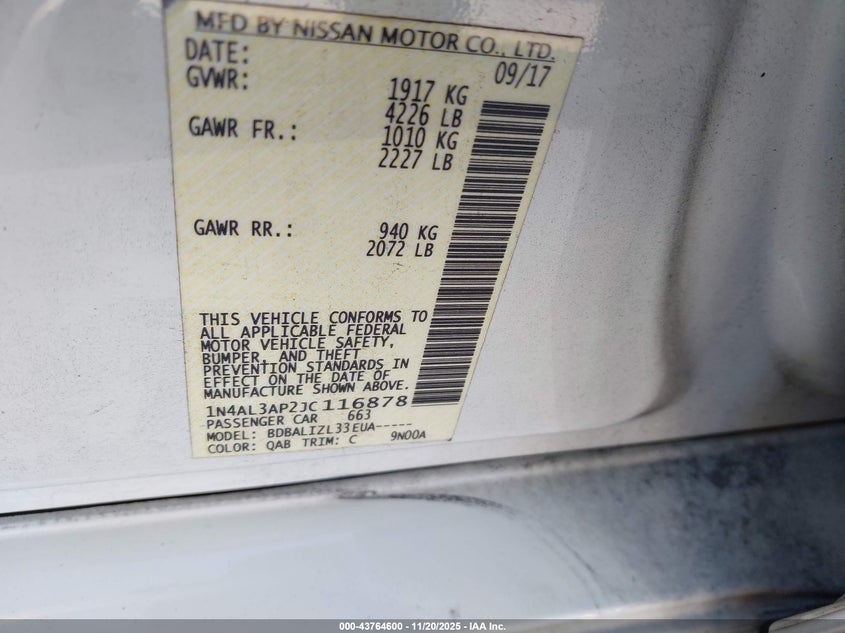 MFD BY NISSAN MOTOR CO., LTD.
DATE: 09/17
GVWR: 1917 KG
4226 LB
GAWR FR.: 1010 KG
2227 LB
GAWR RR.: 940 KG
2072 LB
THIS VEHICLE CONFORMS TO
ALL APPLICABLE FEDERAL
MOTOR VEHICLE SAFETY,
BUMPER, AND THEFT
PREVENTION STANDARDS IN
EFFECT ON THE DATE OF
MANUFACTURE SHOWN ABOVE.
1N4AL3AP2JC116878
PASSENGER CAR 663
MODEL: BDBALIZL33EUA-----
COLOR: QAB TRIM: C 9N00A
000-43764600 - 11/20/2025 - IAA Inc.